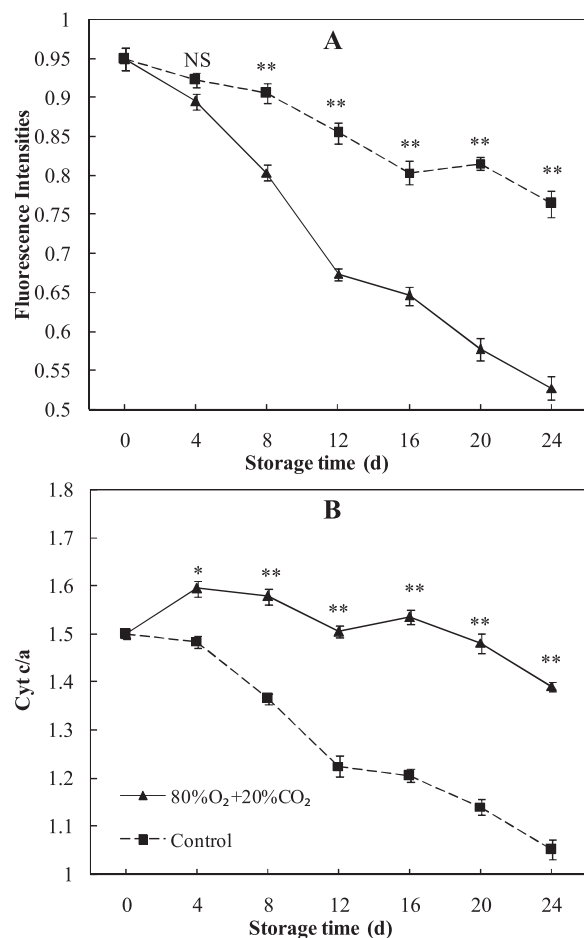 A
Fluorescence Intensities
1
0.95
0.9
0.85
0.8
0.75
0.7
0.65
0.6
0.55
0.5
NS
**
**
**
**
**
0 4 8 12 16 20 24
Storage time (d)
B
Cyt c/a
1.8
1.7
1.6
1.5
1.4
1.3
1.2
1.1
1
*
**
**
**
**
**
80%O₂+20%CO₂
Control
0 4 8 12 16 20 24
Storage time (d)